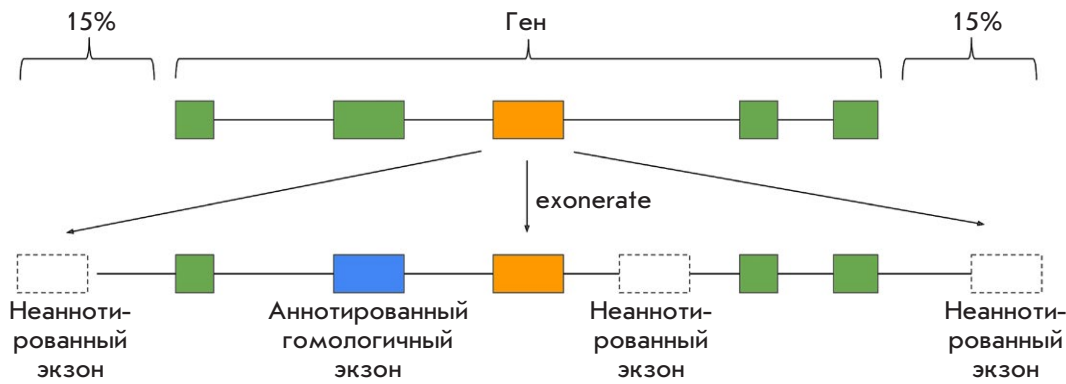 15%
Ген
15%
exonerate
Неанноти-
рованный
экзон
Аннотированный
гомологичный
экзон
Неанноти-
рованный
экзон
Неанноти-
рованный
экзон